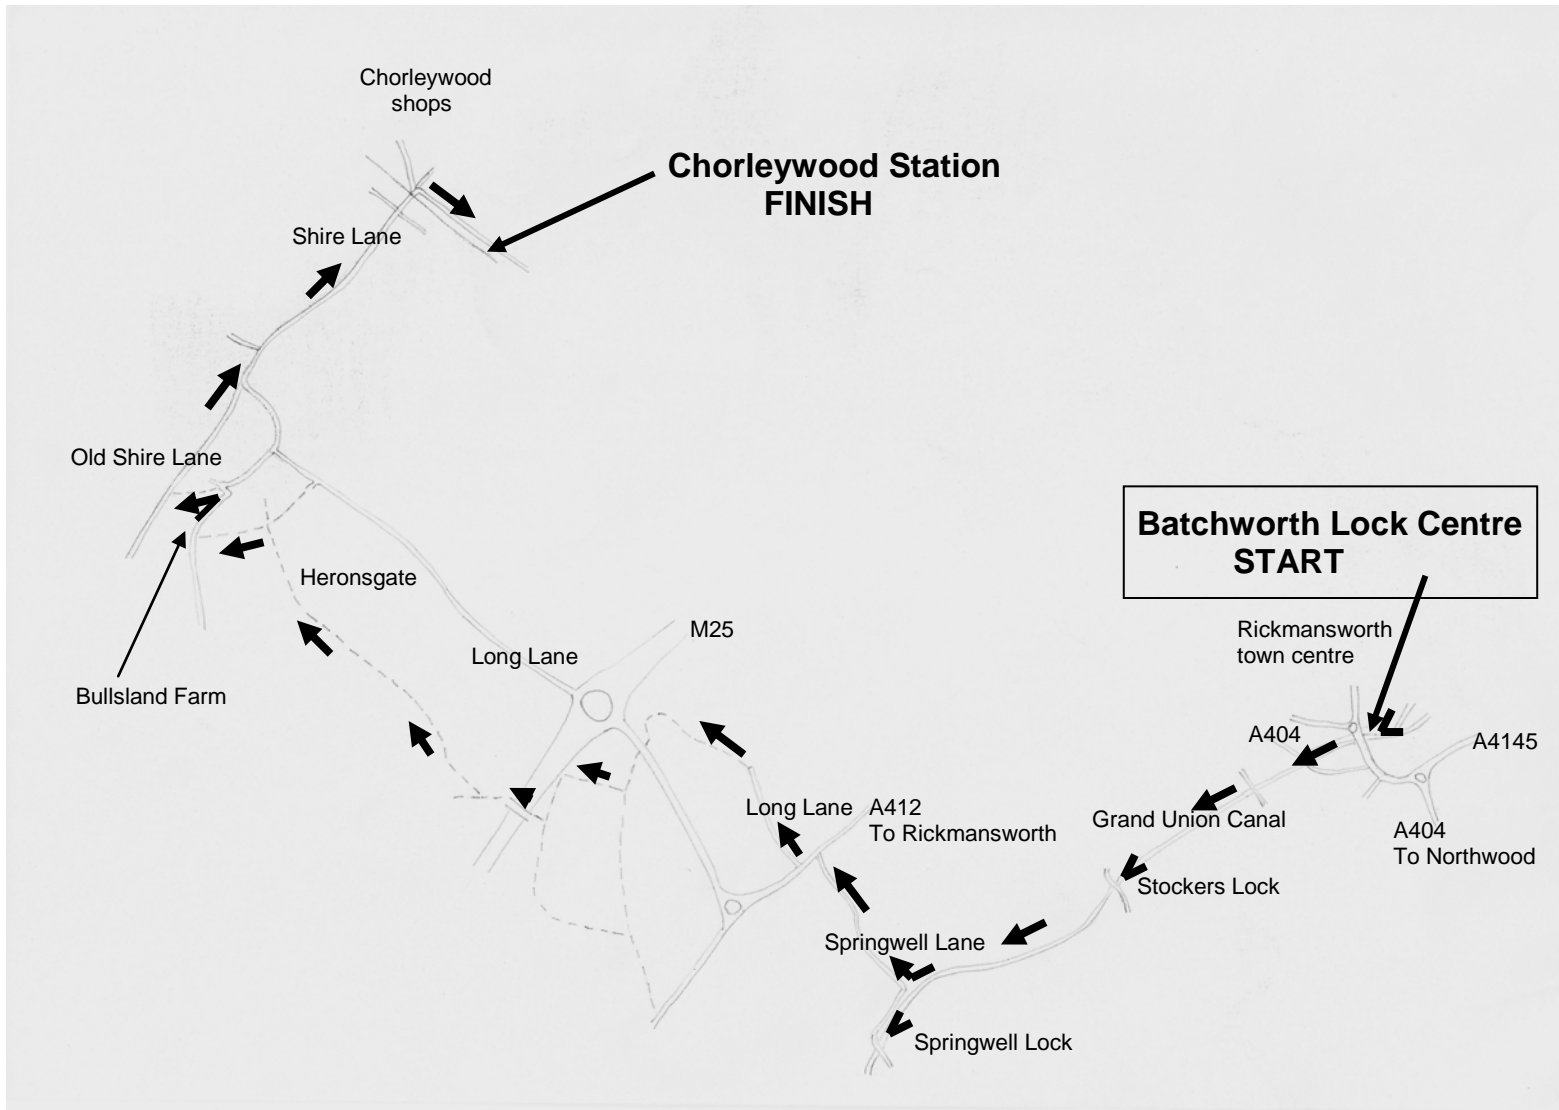 Chorleywood
shops
Chorleywood Station
FINISH
Shire Lane
Old Shire Lane
Batchworth Lock Centre
START
Heronsgate
M25
Rickmansworth
town centre
Long Lane
Bullsland Farm
A404
A4145
Long Lane
A412
To Rickmansworth
Grand Union Canal
A404
To Northwood
Stockers Lock
Springwell Lane
Springwell Lock